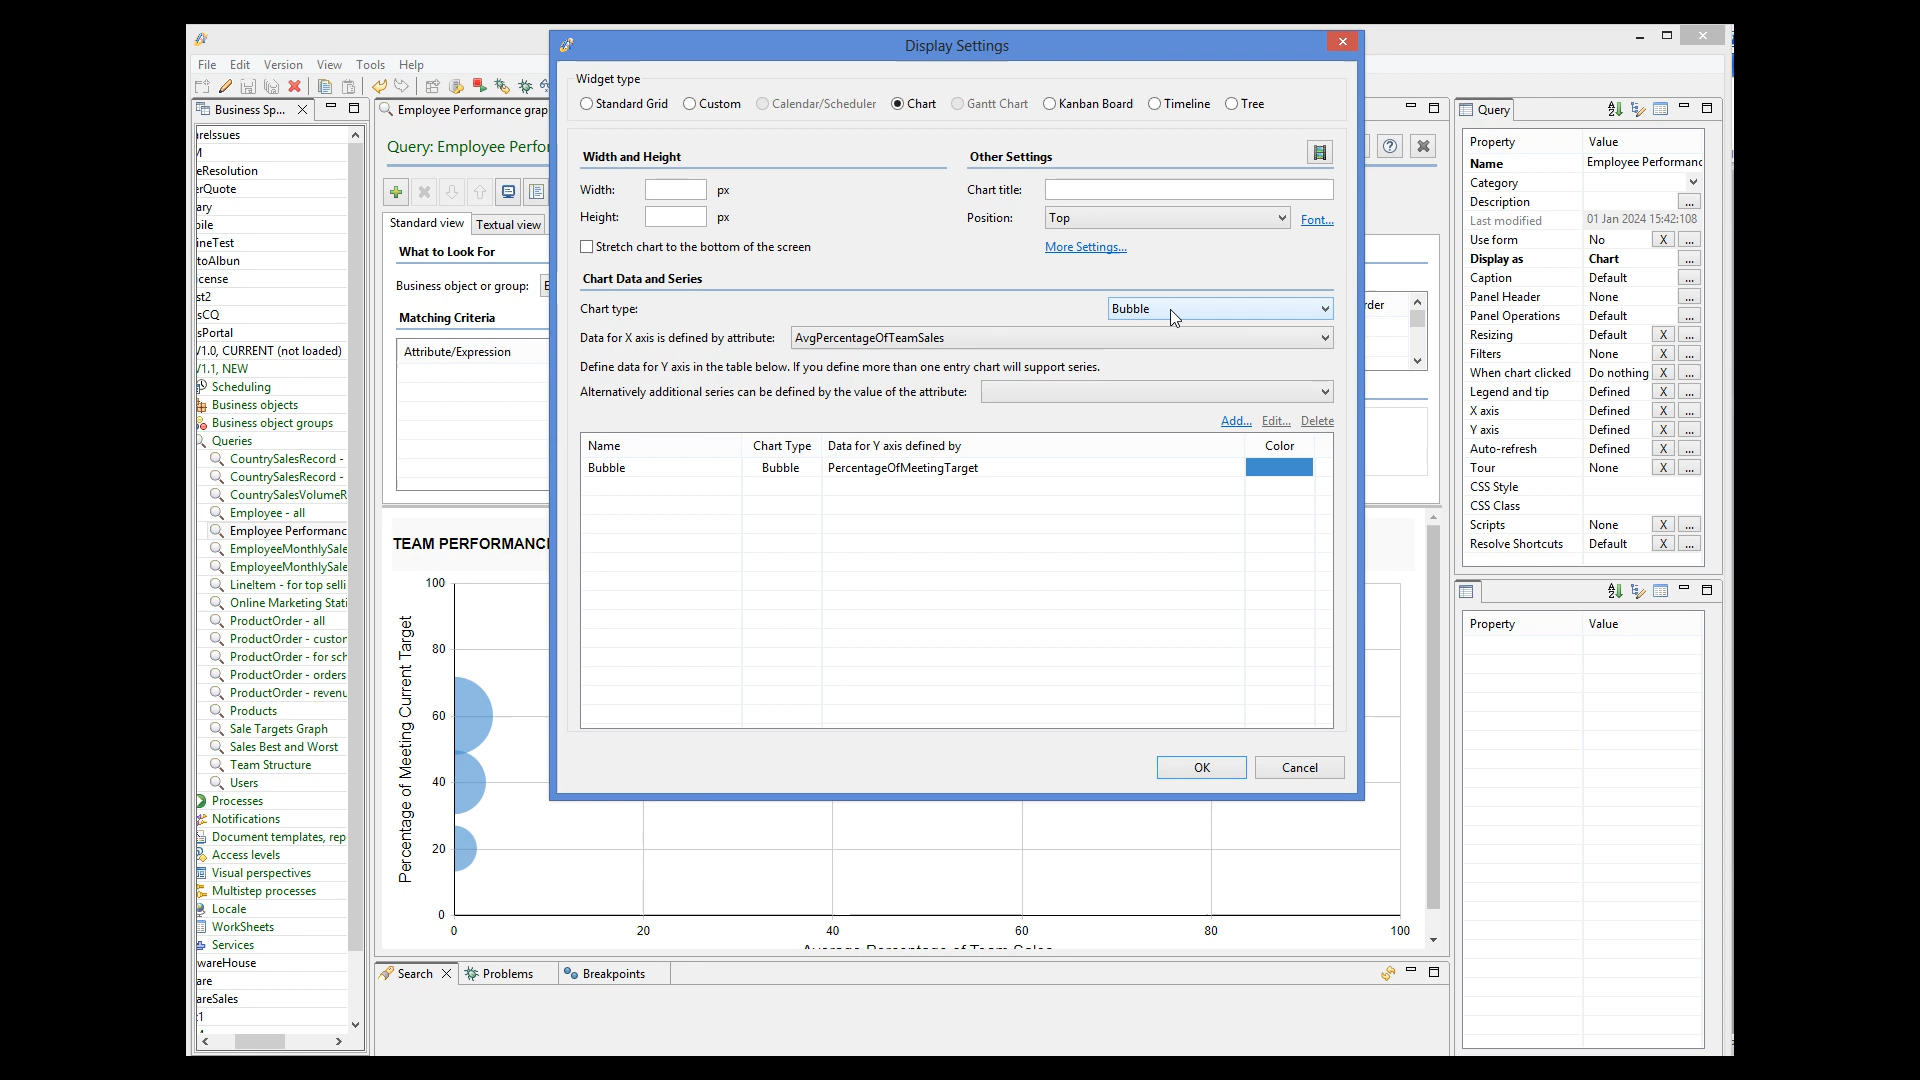 Display Settings
File Edit Version View Tools Help
Business Sp...
irelssues
eResolution
erQuote
ary
ineTest
toAlbun
icense
st2
sCQ
sPortal
V1.0, CURRENT (not loaded)
V1.1, NEW
Scheduling
Business objects
Business object groups
Queries
CountrySalesRecord -
CountrySalesRecord -
CountrySalesVolumeR
Employee - all
Employee Performanc
EmployeeMonthlySale
EmployeeMonthlySale
LineItem - for top selli
Online Marketing Stati
ProductOrder - all
ProductOrder - custor
ProductOrder - for sch
ProductOrder - orders
ProductOrder - revenu
Products
Sale Targets Graph
Sales Best and Worst
Team Structure
Users
Processes
Notifications
Document templates, rep
Access levels
Visual perspectives
Multistep processes
Locale
WorkSheets
Services
wareHouse
are
areSales
Employee Performance grap
Query: Employee Perfo
Standard view Textual view
What to Look For
Business object or group:
Matching Criteria
Attribute/Expression
rder
TEAM PERFORMANC
Percentage of Meeting Current Target
100
80
60
40
20
0
0 20 40 60 80 100
Average Percentage of Team Sales
Search Problems Breakpoints
Widget type
Standard Grid Custom Calendar/Scheduler Chart Gantt Chart Kanban Board Timeline Tree
Width and Height
Width: px
Height: px
Stretch chart to the bottom of the screen
Other Settings
Chart title:
Position: Top Font...
More Settings...
Chart Data and Series
Chart type: Bubble
Data for X axis is defined by attribute: AvgPercentageOfTeamSales
Define data for Y axis in the table below. If you define more than one entry chart will support series.
Alternatively additional series can be defined by the value of the attribute:
Add... Edit... Delete
Name Chart Type Data for Y axis defined by Color
Bubble Bubble PercentageOfMeetingTarget
OK Cancel
Query
Property Value
Name Employee Performanc
Category
Description ...
Last modified 01 Jan 2024 15:42:108
Use form No X ...
Display as Chart ...
Caption Default ...
Panel Header None ...
Panel Operations Default ...
Resizing Default X ...
Filters None X ...
When chart clicked Do nothing X ...
Legend and tip Defined X ...
X axis Defined X ...
Y axis Defined X ...
Auto-refresh Defined X ...
Tour None X ...
CSS Style
CSS Class
Scripts None X ...
Resolve Shortcuts Default X ...
Property Value